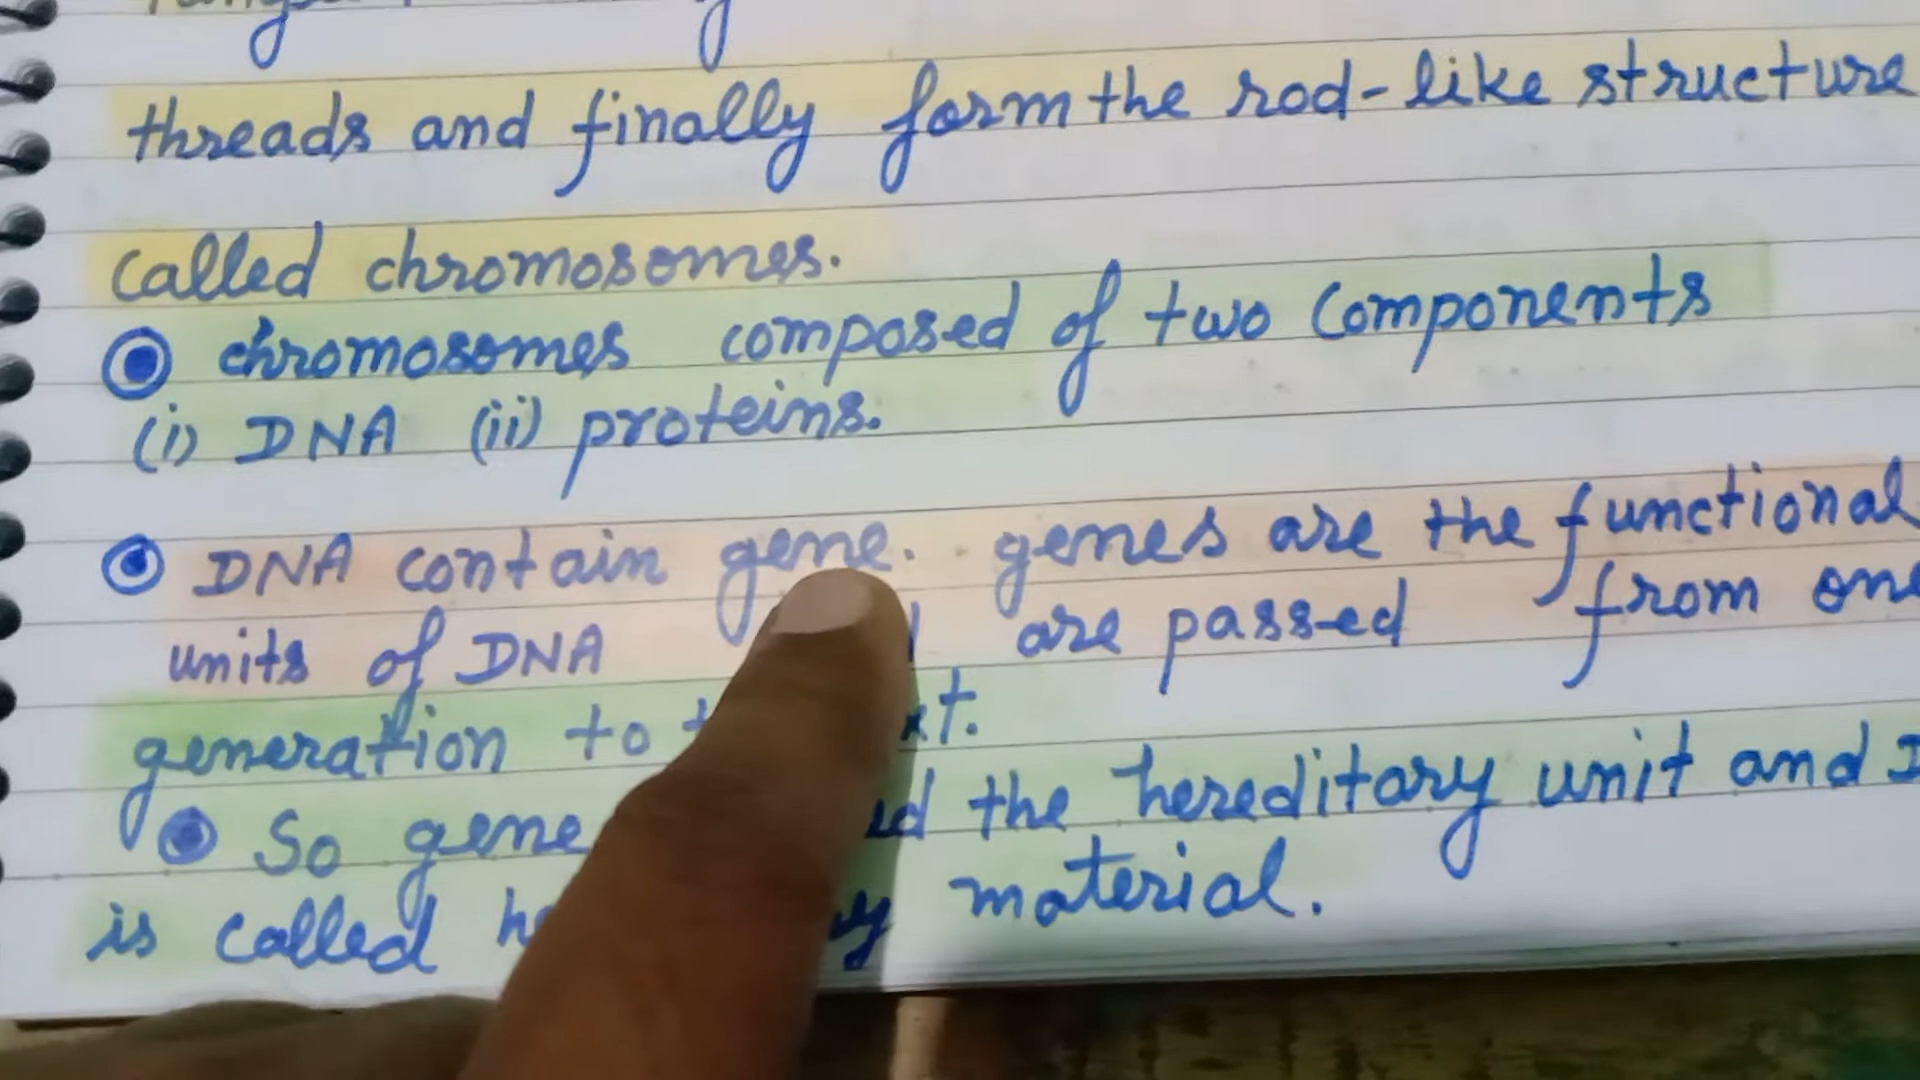 threads and finally form the rod-like structure
called chromosomes.
chromosomes composed of two components
(i) DNA (ii) proteins.
DNA contain gene. genes are the functional
units of DNA are passed from one
generation to
So gene the hereditary unit and
is called material.